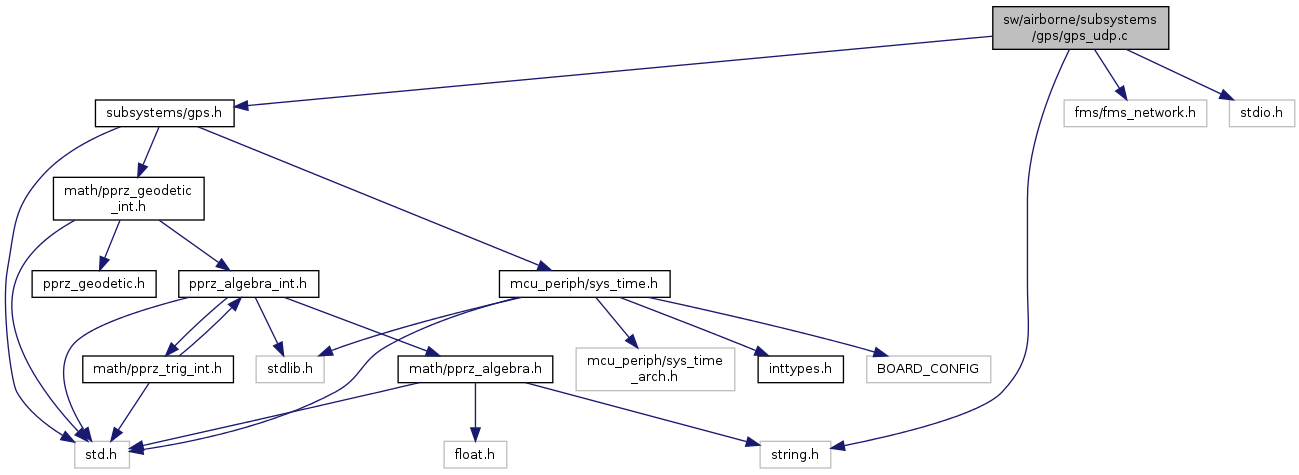 sw/airborne/subsystems
/gps/gps_udp.c
subsystems/gps.h
fms/fms_network.h
stdio.h
math/pprz_geodetic
_int.h
pprz_geodetic.h
pprz_algebra_int.h
mcu_periph/sys_time.h
math/pprz_trig_int.h
stdlib.h
math/pprz_algebra.h
mcu_periph/sys_time
_arch.h
inttypes.h
BOARD_CONFIG
std.h
float.h
string.h